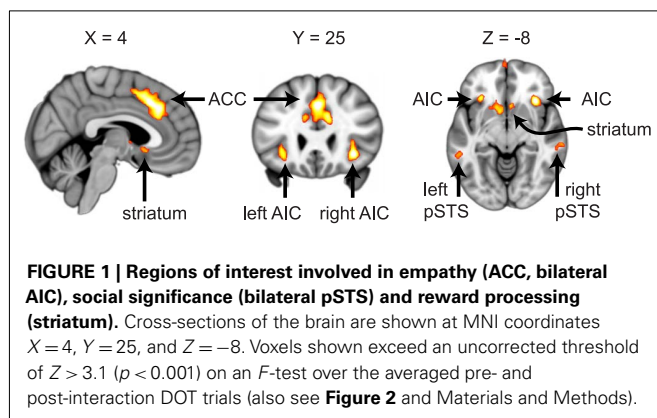 X = 4 Y = 25 Z = -8
ACC AIC AIC
striatum
striatum left AIC right AIC left pSTS right pSTS
FIGURE 1 | Regions of interest involved in empathy (ACC, bilateral
AIC), social significance (bilateral pSTS) and reward processing
(striatum). Cross-sections of the brain are shown at MNI coordinates
X = 4, Y = 25, and Z = −8. Voxels shown exceed an uncorrected threshold
of Z > 3.1 (p < 0.001) on an F-test over the averaged pre- and
post-interaction DOT trials (also see Figure 2 and Materials and Methods).